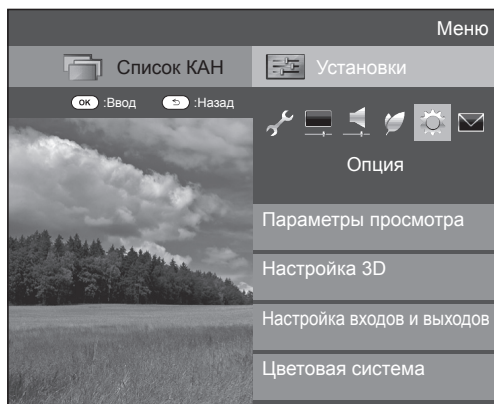 Меню
Список КАН
Установки
OK :Ввод :Назад
Опция
Параметры просмотра
Настройка 3D
Настройка входов и выходов
Цветовая система